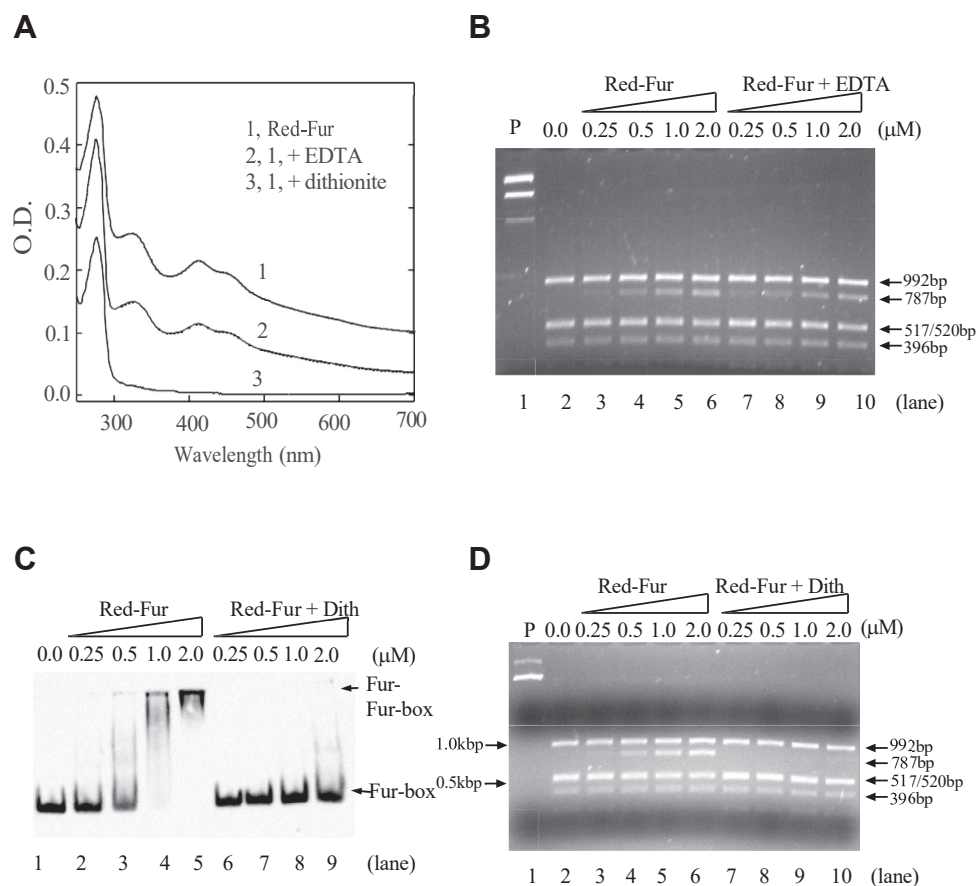 A
0.5
0.4
0.3
0.2
0.1
0.0
O.D.
1, Red-Fur
2, 1, + EDTA
3, 1, + dithionite
1
2
3
300 400 500 600 700
Wavelength (nm)
B
Red-Fur Red-Fur + EDTA
P 0.0 0.25 0.5 1.0 2.0 0.25 0.5 1.0 2.0 (μM)
992bp
787bp
517/520bp
396bp
1 2 3 4 5 6 7 8 9 10 (lane)
C
Red-Fur Red-Fur + Dith
0.0 0.25 0.5 1.0 2.0 0.25 0.5 1.0 2.0 (μM)
Fur-
Fur-box
Fur-box
1 2 3 4 5 6 7 8 9 (lane)
D
Red-Fur Red-Fur + Dith
P 0.0 0.25 0.5 1.0 2.0 0.25 0.5 1.0 2.0 (μM)
1.0kbp
0.5kbp
992bp
787bp
517/520bp
396bp
1 2 3 4 5 6 7 8 9 10 (lane)